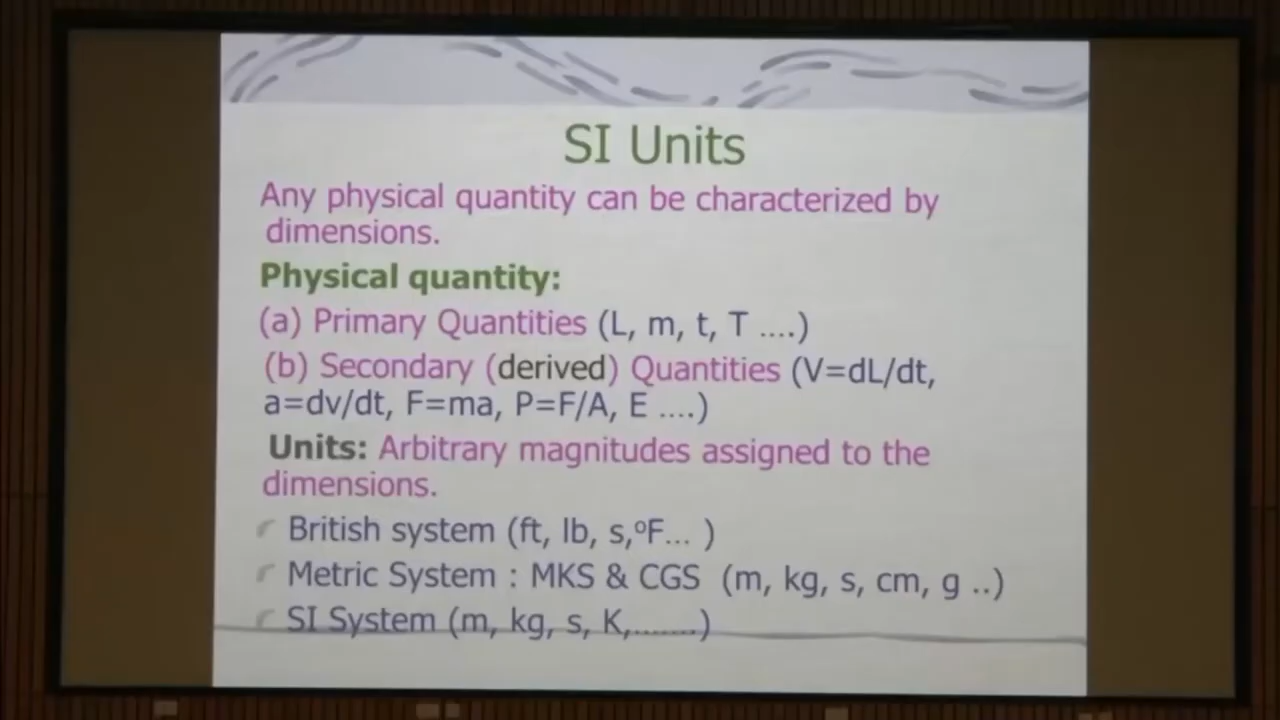 SI Units
Any physical quantity can be characterized by
dimensions.
Physical quantity:
(a) Primary Quantities (L, m, t, T ....)
(b) Secondary (derived) Quantities (V=dL/dt,
a=dv/dt, F=ma, P=F/A, E ....)
Units: Arbitrary magnitudes assigned to the
dimensions.
British system (ft, lb, s,ºF... )
Metric System : MKS & CGS (m, kg, s, cm, g ..)
SI System (m, kg, s, K,.......)